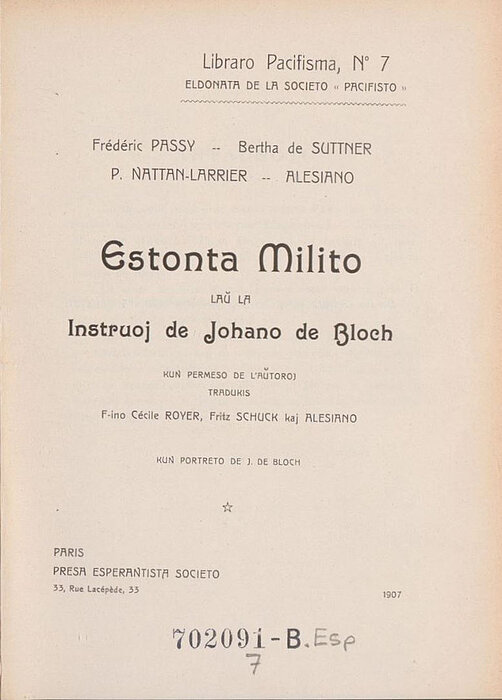 Libraro Pacifisma, N° 7
ELDONATA DE LA SOCIETO « PACIFISTO »
Frédéric PASSY -- Bertha de SUTTNER
P. NATTAN-LARRIER -- ALESIANO
Estonta Milito
LAŬ LA
Instruoj de Johano de Bloch
KUN PERMESO DE L'AŬTOROJ
TRADUKIS
F-ino Cécile ROYER, Fritz SCHUCK kaj ALESIANO
KUN PORTRETO DE J. DE BLOCH
PARIS
PRESA ESPERANTISTA SOCIETO
33, Rue Lacépède, 33
1907
702091-B.Esp
7